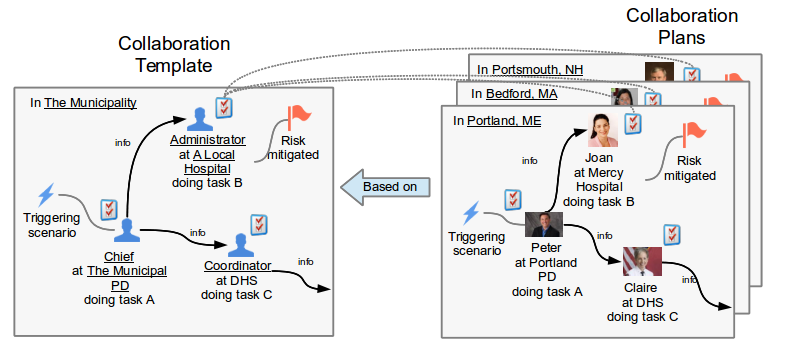 Collaboration
Template
Collaboration
Plans
In The Municipality
info
Administrator
at A Local
Hospital
doing task B
Risk
mitigated
Triggering
scenario
Chief
at The Municipal
PD
doing task A
info
Coordinator
at DHS
doing task C
info
Based on
In Portsmouth, NH
In Bedford, MA
In Portland, ME
info
Joan
at Mercy
Hospital
doing task B
Risk
mitigated
Triggering
scenario
Peter
at Portland
PD
doing task A
info
Claire
at DHS
doing task C
info